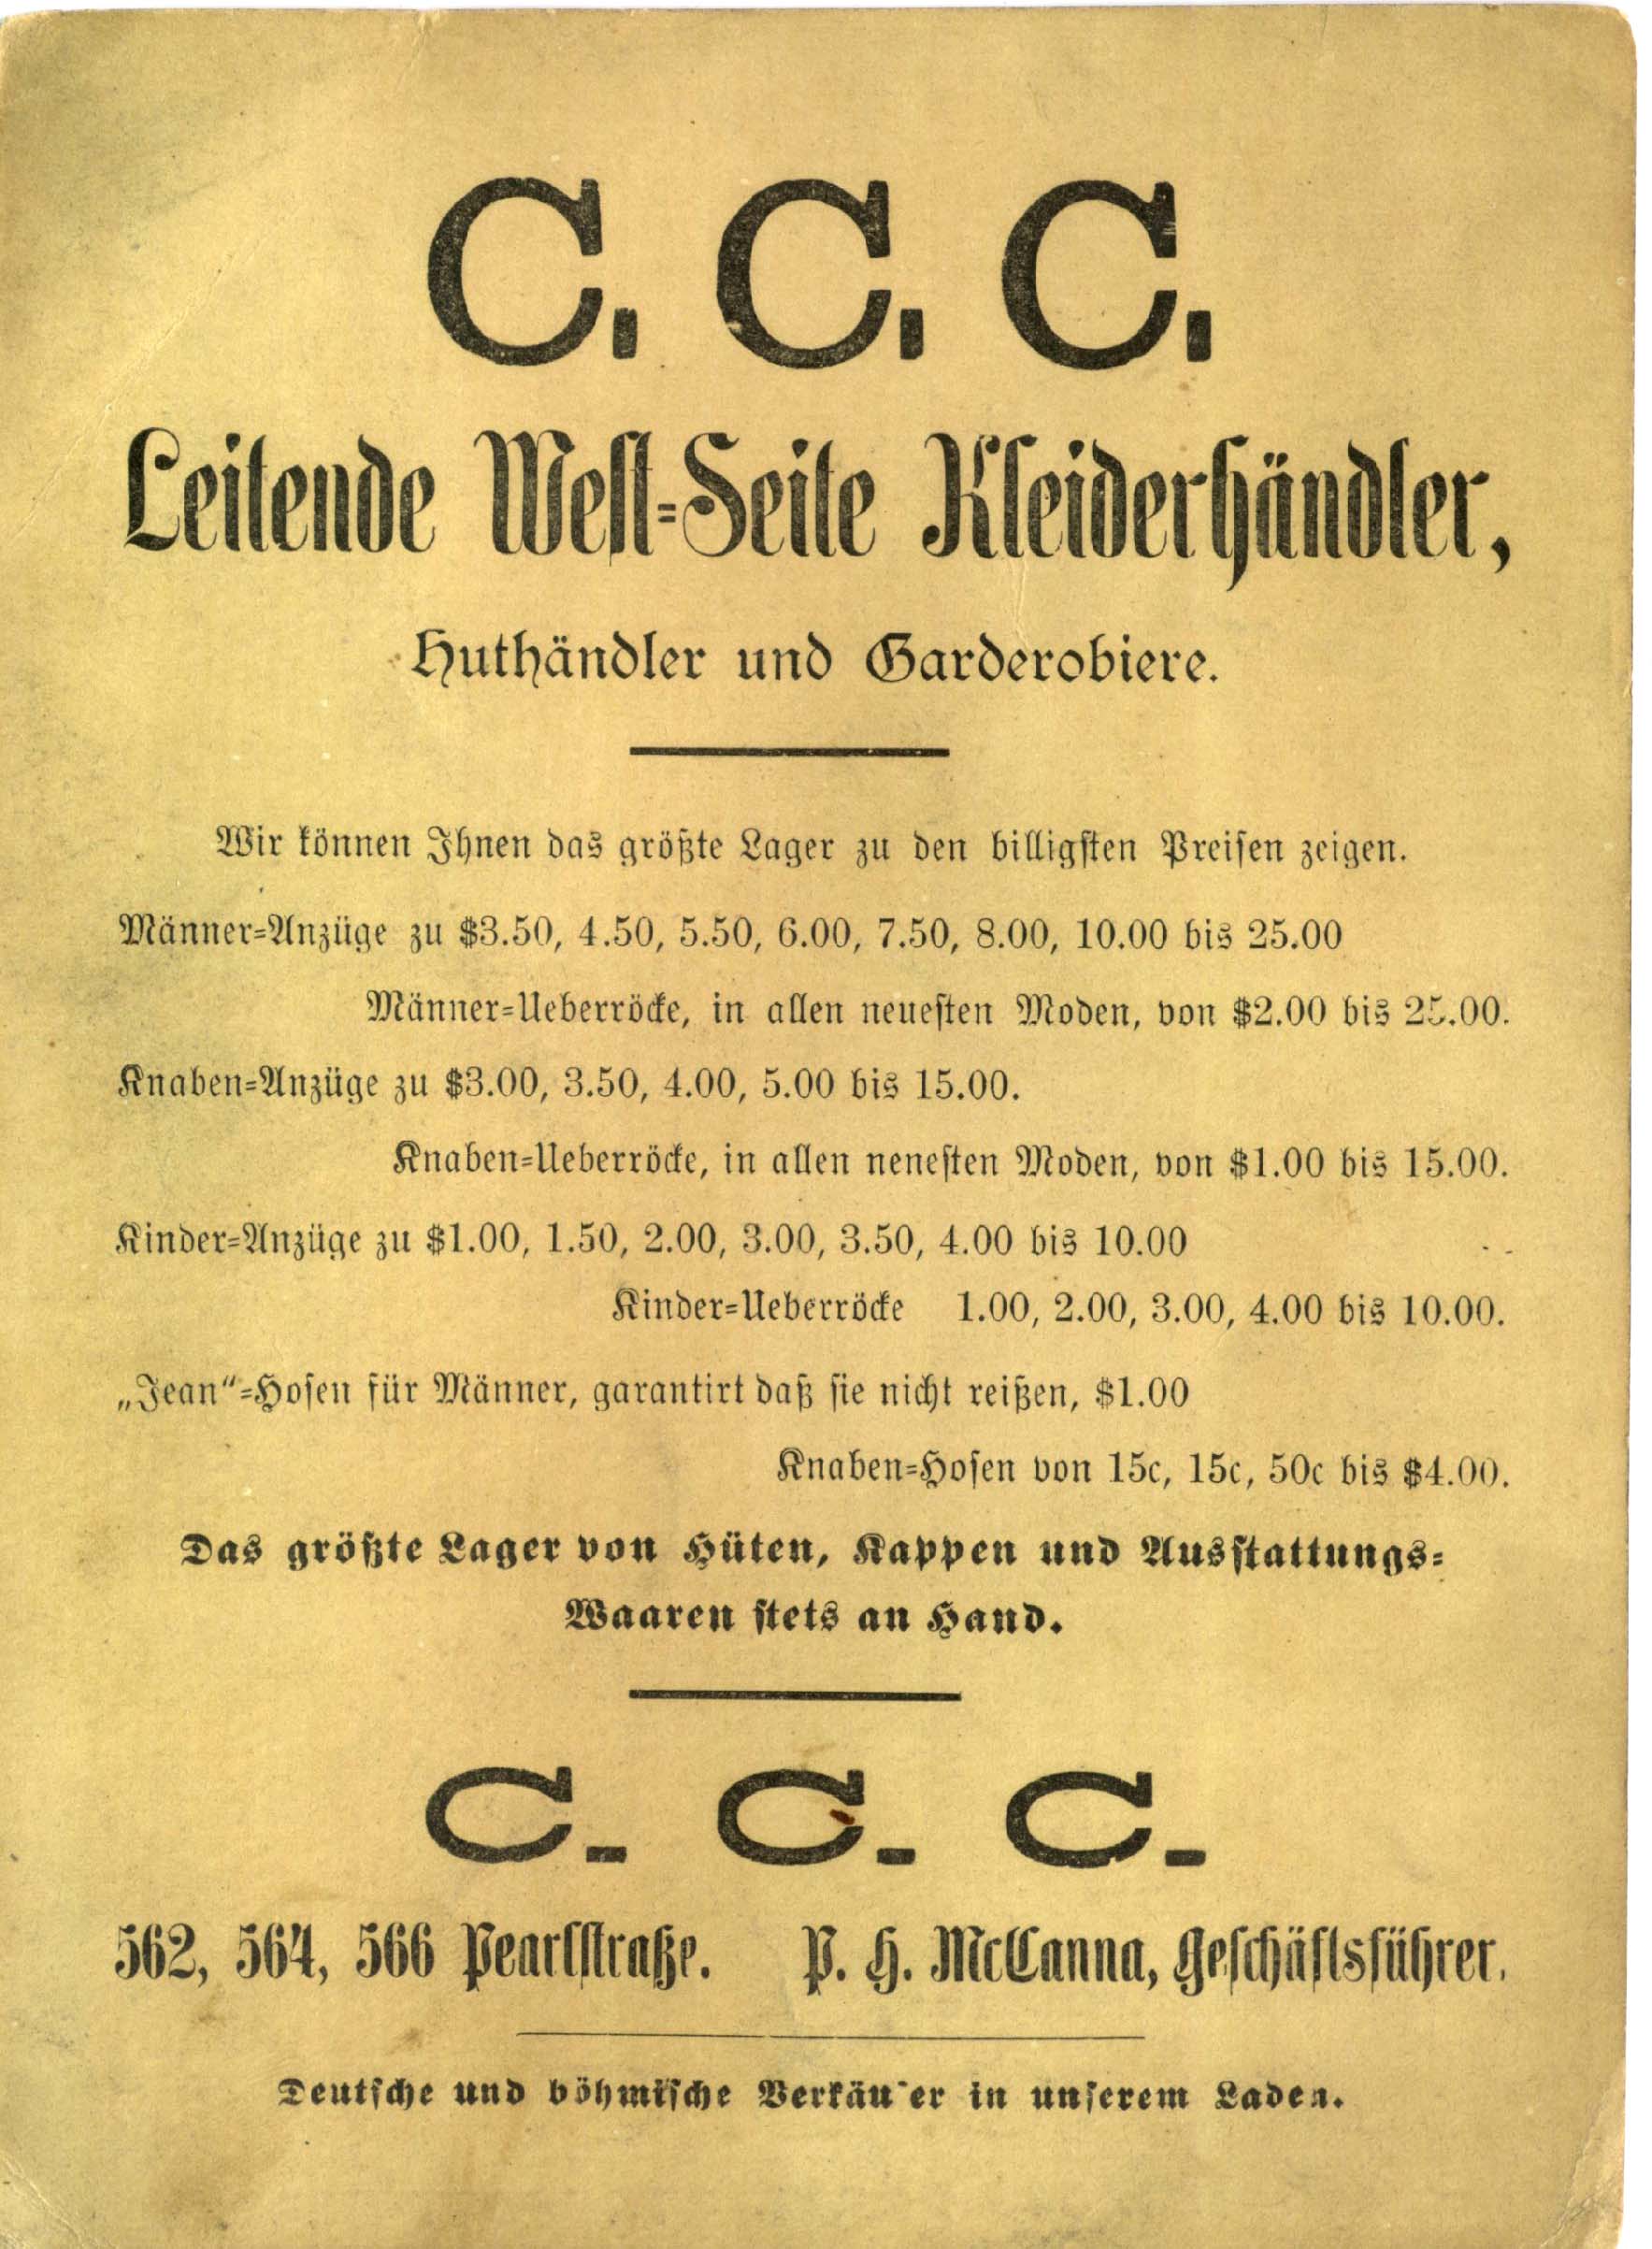 C. C. C.
Leitende West-Seite Kleiderhändler,
Huthändler und Garderobiere.
Wir können Ihnen das größte Lager zu den billigsten Preisen zeigen.
Männer-Anzüge zu $3.50, 4.50, 5.50, 6.00, 7.50, 8.00, 10.00 bis 25.00
Männer-Ueberröcke, in allen neuesten Moden, von $2.00 bis 25.00.
Knaben-Anzüge zu $3.00, 3.50, 4.00, 5.00 bis 15.00.
Knaben-Ueberröcke, in allen nenesten Moden, von $1.00 bis 15.00.
Kinder-Anzüge zu $1.00, 1.50, 2.00, 3.00, 3.50, 4.00 bis 10.00
Kinder-Ueberröcke 1.00, 2.00, 3.00, 4.00 bis 10.00.
„Jean“-Hosen für Männer, garantirt daß sie nicht reißen, $1.00
Knaben-Hosen von 15c, 15c, 50c bis $4.00.
Das größte Lager von Hüten, Kappen und Ausstattungs-
Waaren stets an Hand.
C. C. C.
562, 564, 566 Pearlstraße. P. H. McCanna, Geschäftsführer.
Deutsche und böhmische Verkäufer in unserem Laden.